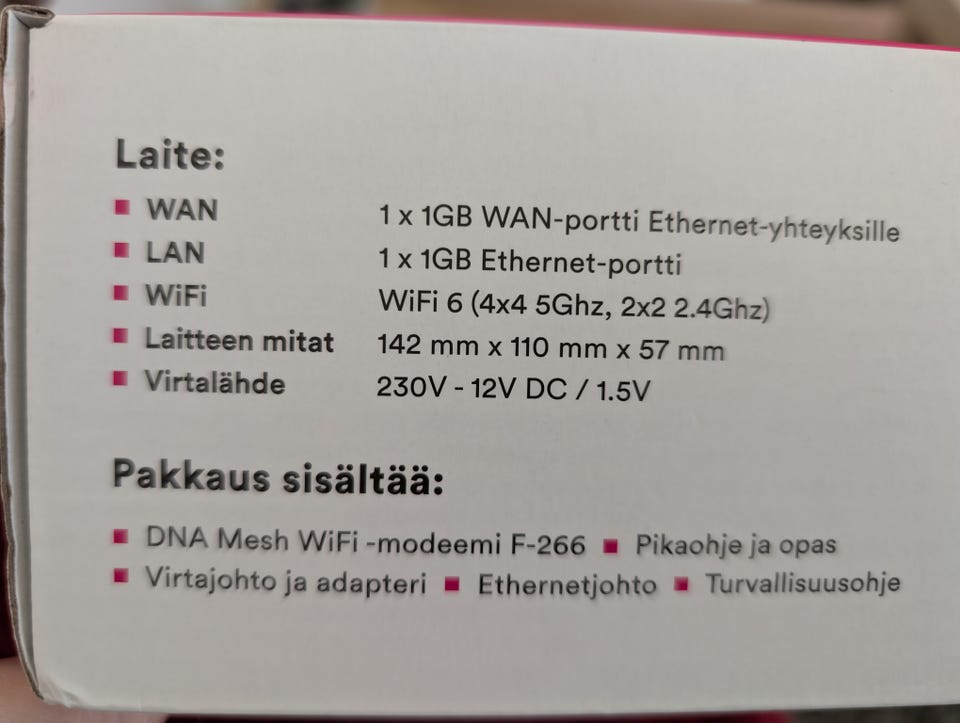 Laite:
WAN 1 x 1GB WAN-portti Ethernet-yhteyksille
LAN 1 x 1GB Ethernet-portti
WiFi WiFi 6 (4x4 5Ghz, 2x2 2.4Ghz)
Laitteen mitat 142 mm x 110 mm x 57 mm
Virtalähde 230V - 12V DC / 1.5V
Pakkaus sisältää:
DNA Mesh WiFi -modeemi F-266 ▪ Pikaohje ja opas
Virtajohto ja adapteri ▪ Ethernetjohto ▪ Turvallisuusohje